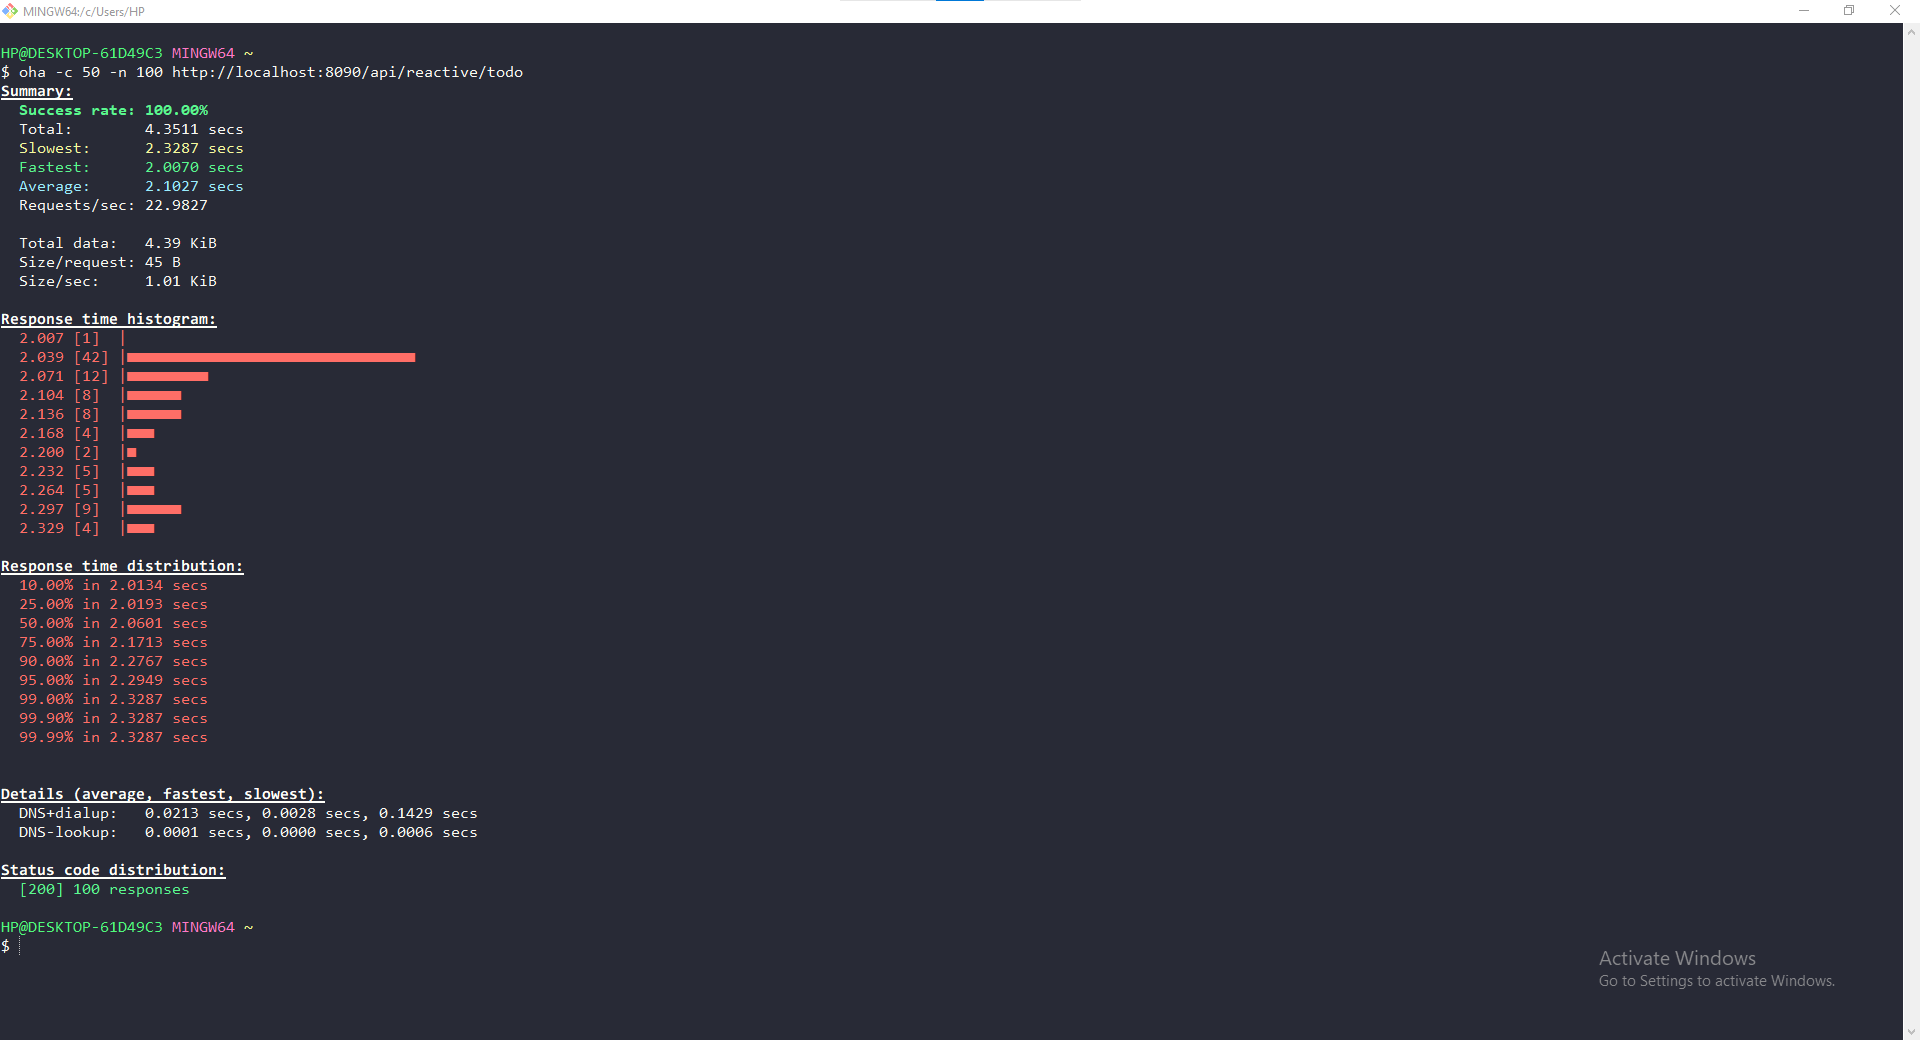 MINGW64:/c/Users/HP
HP@DESKTOP-61D49C3 MINGW64 ~
$ oha -c 50 -n 100 http://localhost:8090/api/reactive/todo
Summary:
  Success rate: 100.00%
  Total:        4.3511 secs
  Slowest:      2.3287 secs
  Fastest:      2.0070 secs
  Average:      2.1027 secs
  Requests/sec: 22.9827

  Total data:   4.39 KiB
  Size/request: 45 B
  Size/sec:     1.01 KiB

Response time histogram:
  2.007 [1]  |
  2.039 [42] |
  2.071 [12] |
  2.104 [8]  |
  2.136 [8]  |
  2.168 [4]  |
  2.200 [2]  |
  2.232 [5]  |
  2.264 [5]  |
  2.297 [9]  |
  2.329 [4]  |

Response time distribution:
  10.00% in 2.0134 secs
  25.00% in 2.0193 secs
  50.00% in 2.0601 secs
  75.00% in 2.1713 secs
  90.00% in 2.2767 secs
  95.00% in 2.2949 secs
  99.00% in 2.3287 secs
  99.90% in 2.3287 secs
  99.99% in 2.3287 secs

Details (average, fastest, slowest):
  DNS+dialup:   0.0213 secs, 0.0028 secs, 0.1429 secs
  DNS-lookup:   0.0001 secs, 0.0000 secs, 0.0006 secs

Status code distribution:
  [200] 100 responses

HP@DESKTOP-61D49C3 MINGW64 ~
$
Activate Windows
Go to Settings to activate Windows.